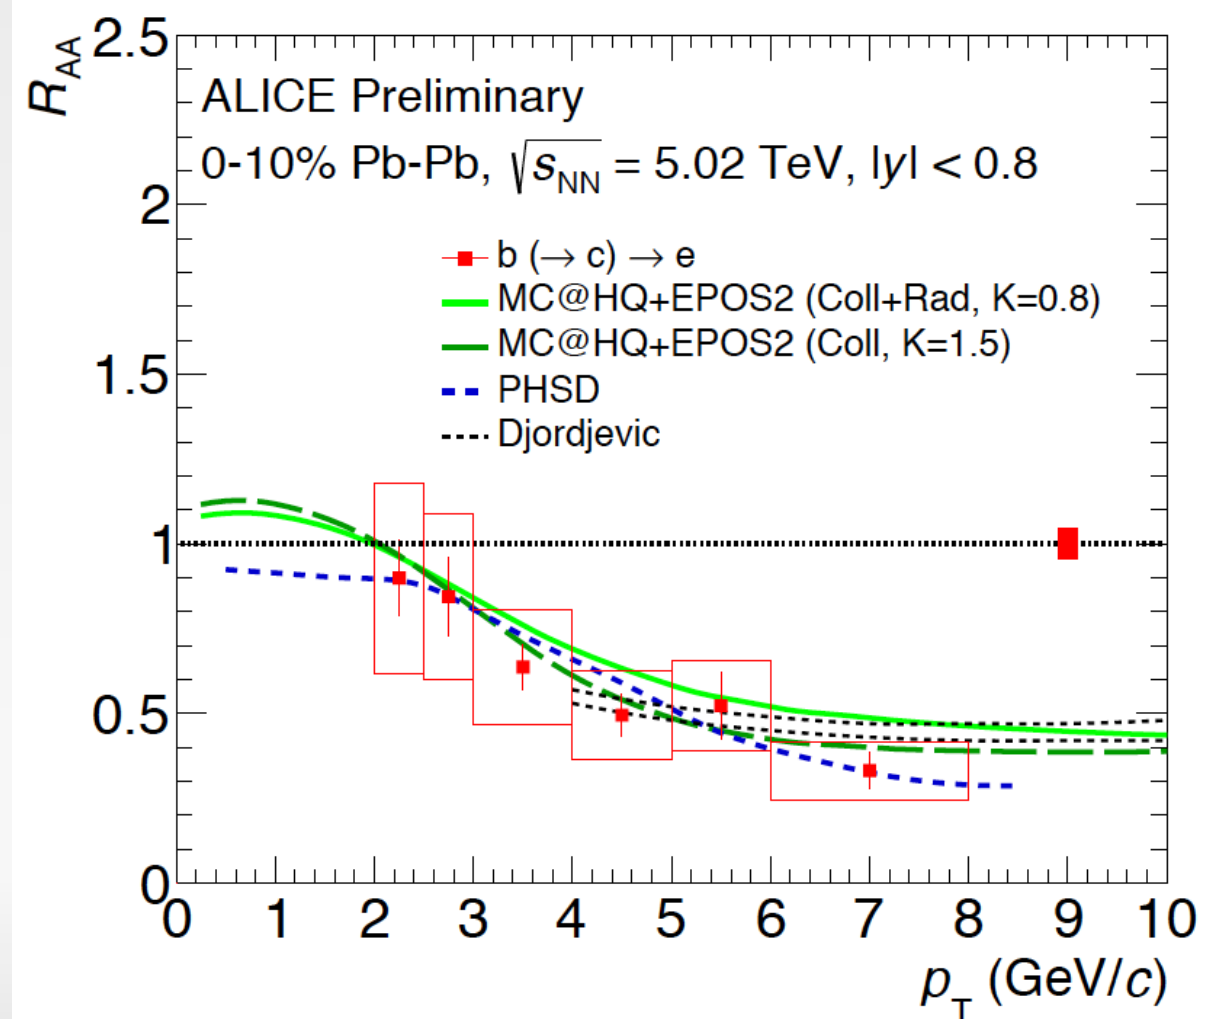 R_AA
2.5
2
1.5
1
0.5
0
ALICE Preliminary
0-10% Pb-Pb, √s_NN = 5.02 TeV, |y| < 0.8
b (→ c) → e
MC@HQ+EPOS2 (Coll+Rad, K=0.8)
MC@HQ+EPOS2 (Coll, K=1.5)
PHSD
Djordjevic
0 1 2 3 4 5 6 7 8 9 10
p_T (GeV/c)